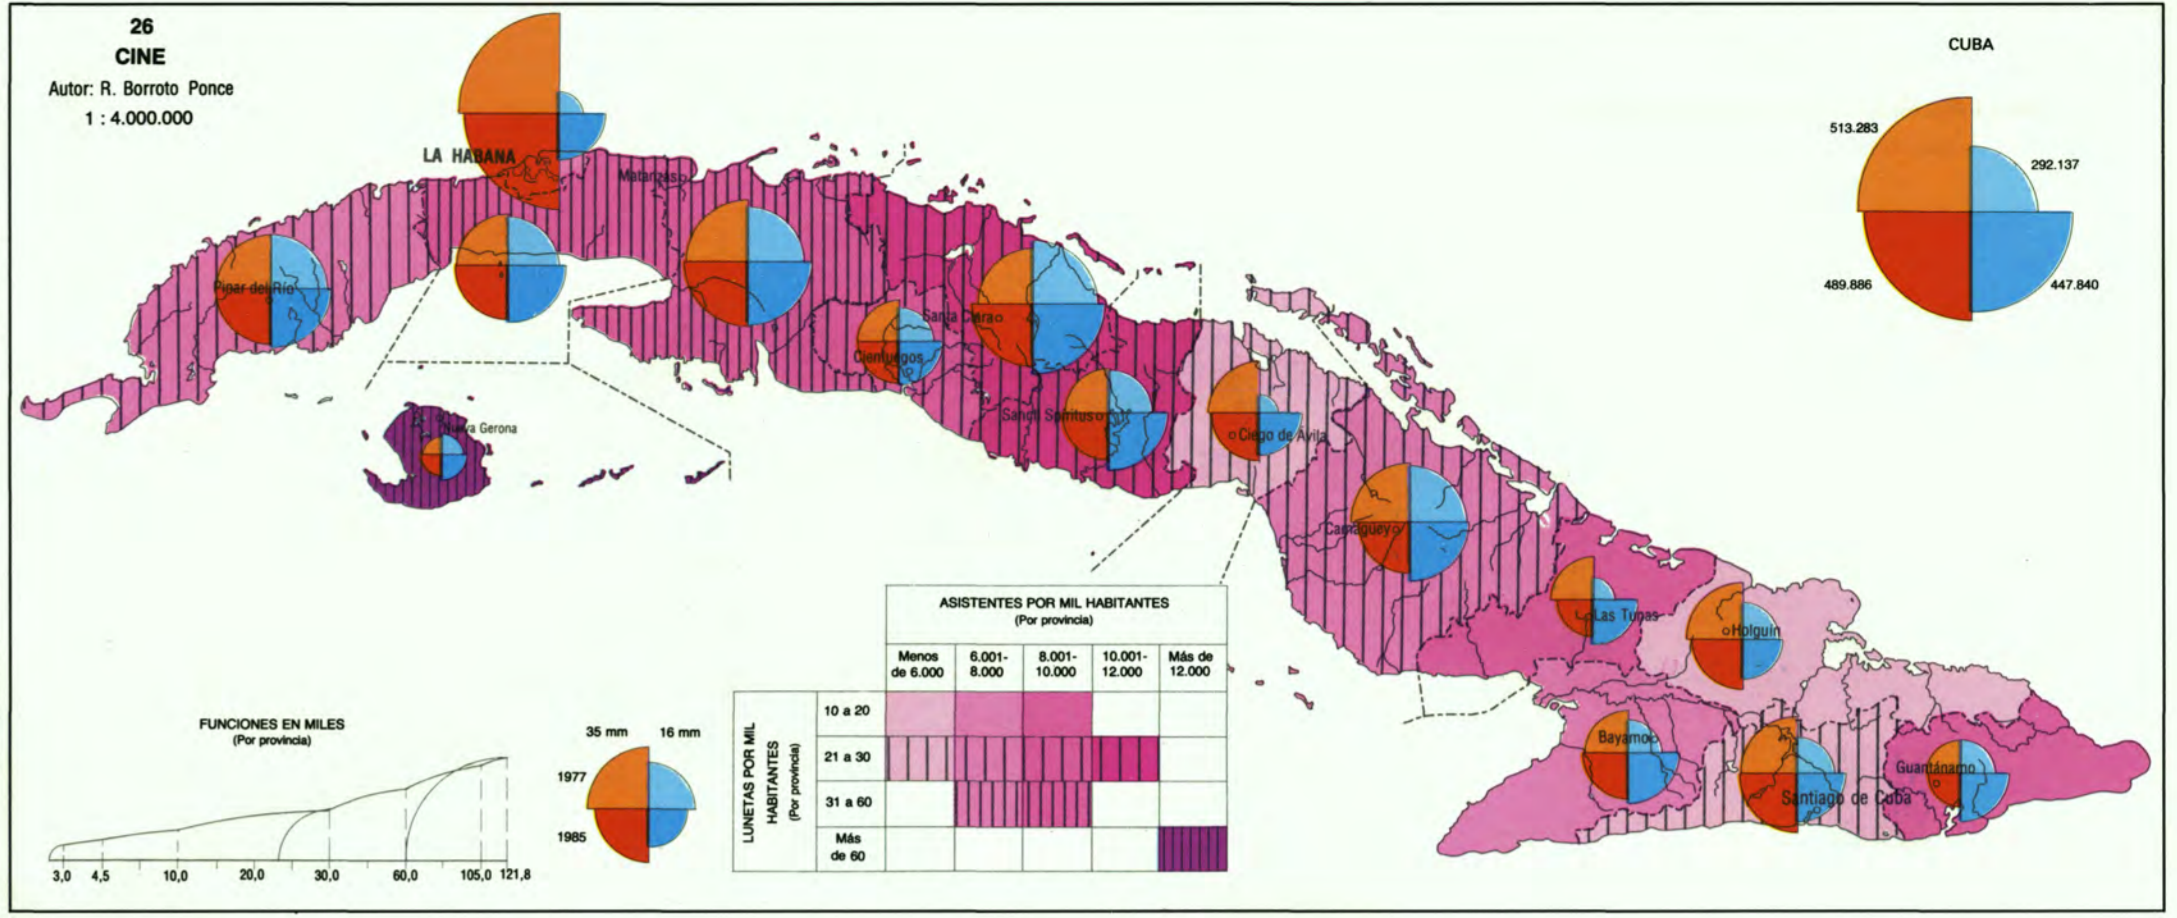 26
CINE
Autor: R. Borroto Ponce
1 : 4.000.000
CUBA
513.283
292.137
489.886
447.840
LA HABANA
Matanzas
Pinar del Río
Santa Clara
Cienfuegos
Nueva Gerona
Sancti Spíritus
Ciego de Ávila
Camagüey
Las Tunas
Holguín
Bayamo
Guantánamo
Santiago de Cuba
FUNCIONES EN MILES
(Por provincia)
3,0 4,5 10,0 20,0 30,0 60,0 105,0 121,8
35 mm 16 mm
1977
1985
ASISTENTES POR MIL HABITANTES
(Por provincia)
Menos de 6.000
6.001-8.000
8.001-10.000
10.001-12.000
Más de 12.000
LUNETAS POR MIL
HABITANTES
(Por provincia)
10 a 20
21 a 30
31 a 60
Más
de 60